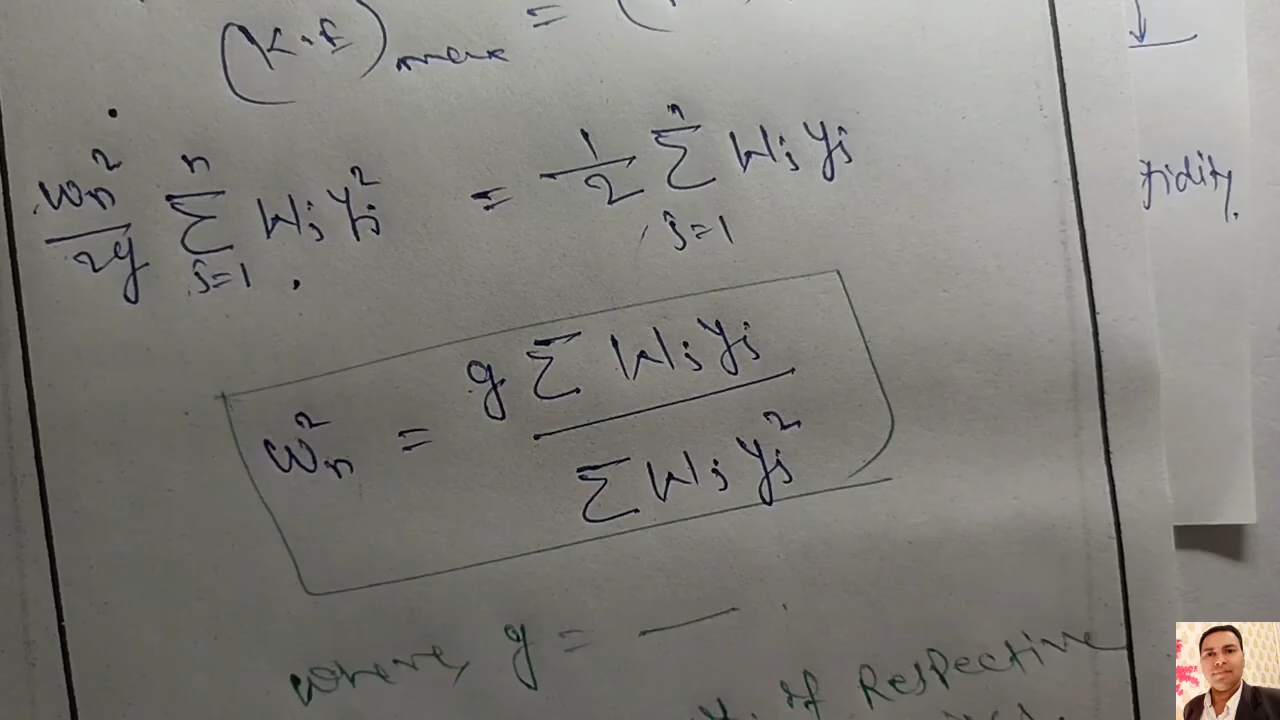 (K.E)max = (
ωn²/2g Σ(j=1 to n) Wj yj² = 1/2 Σ(j=1 to n) Wj yj
ωn² = g Σ Wj yj / Σ Wj yj²
where, g = —
of Respective